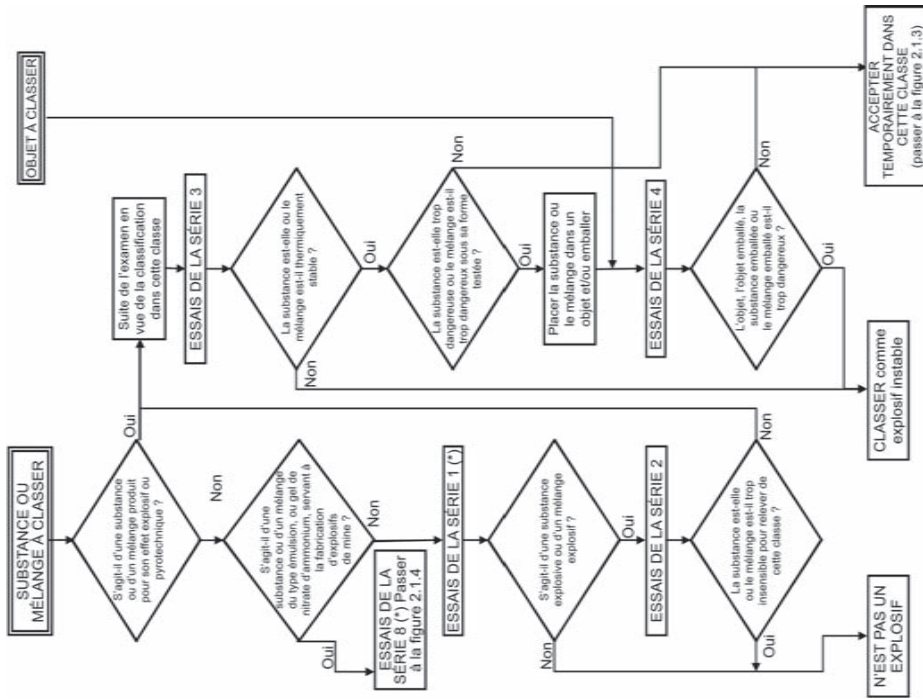 SUBSTANCE OU
MÉLANGE À CLASSER
S'agit-il d'une substance
ou d'un mélange produit
pour son effet explosif ou
pyrotechnique ?
Oui
Non
S'agit-il d'une
substance ou d'un mélange
du type émulsion, ou gel de
nitrate d'ammonium, servant à
la fabrication
d'explosifs
de mine ?
Oui
Non
ESSAIS DE LA
SÉRIE 8 (*) Passer
à la figure 2.1.4
ESSAIS DE LA SÉRIE 1 (*)
S'agit-il d'une substance
explosive ou d'un mélange
explosif ?
Non
Oui
ESSAIS DE LA SÉRIE 2
La substance est-elle
ou le mélange est-il trop
insensible pour relever de
cette classe ?
Oui
Non
N'EST PAS UN
EXPLOSIF
OBJET À CLASSER
Suite de l'examen en
vue de la classification
dans cette classe
ESSAIS DE LA SÉRIE 3
La substance est-elle ou le
mélange est-il thermiquement
stable ?
Non
Oui
La substance est-elle trop
dangereuse ou le mélange est-il
trop dangereux sous sa forme
testée ?
Non
Oui
Placer la substance ou
le mélange dans un
objet et/ou emballer
ESSAIS DE LA SÉRIE 4
L'objet, l'objet emballé, la
substance emballée ou
le mélange emballé est-il
trop dangereux ?
Non
Oui
CLASSER comme
explosif instable
ACCEPTER
TEMPORAIREMENT DANS
CETTE CLASSE
(passer à la figure 2.1.3)